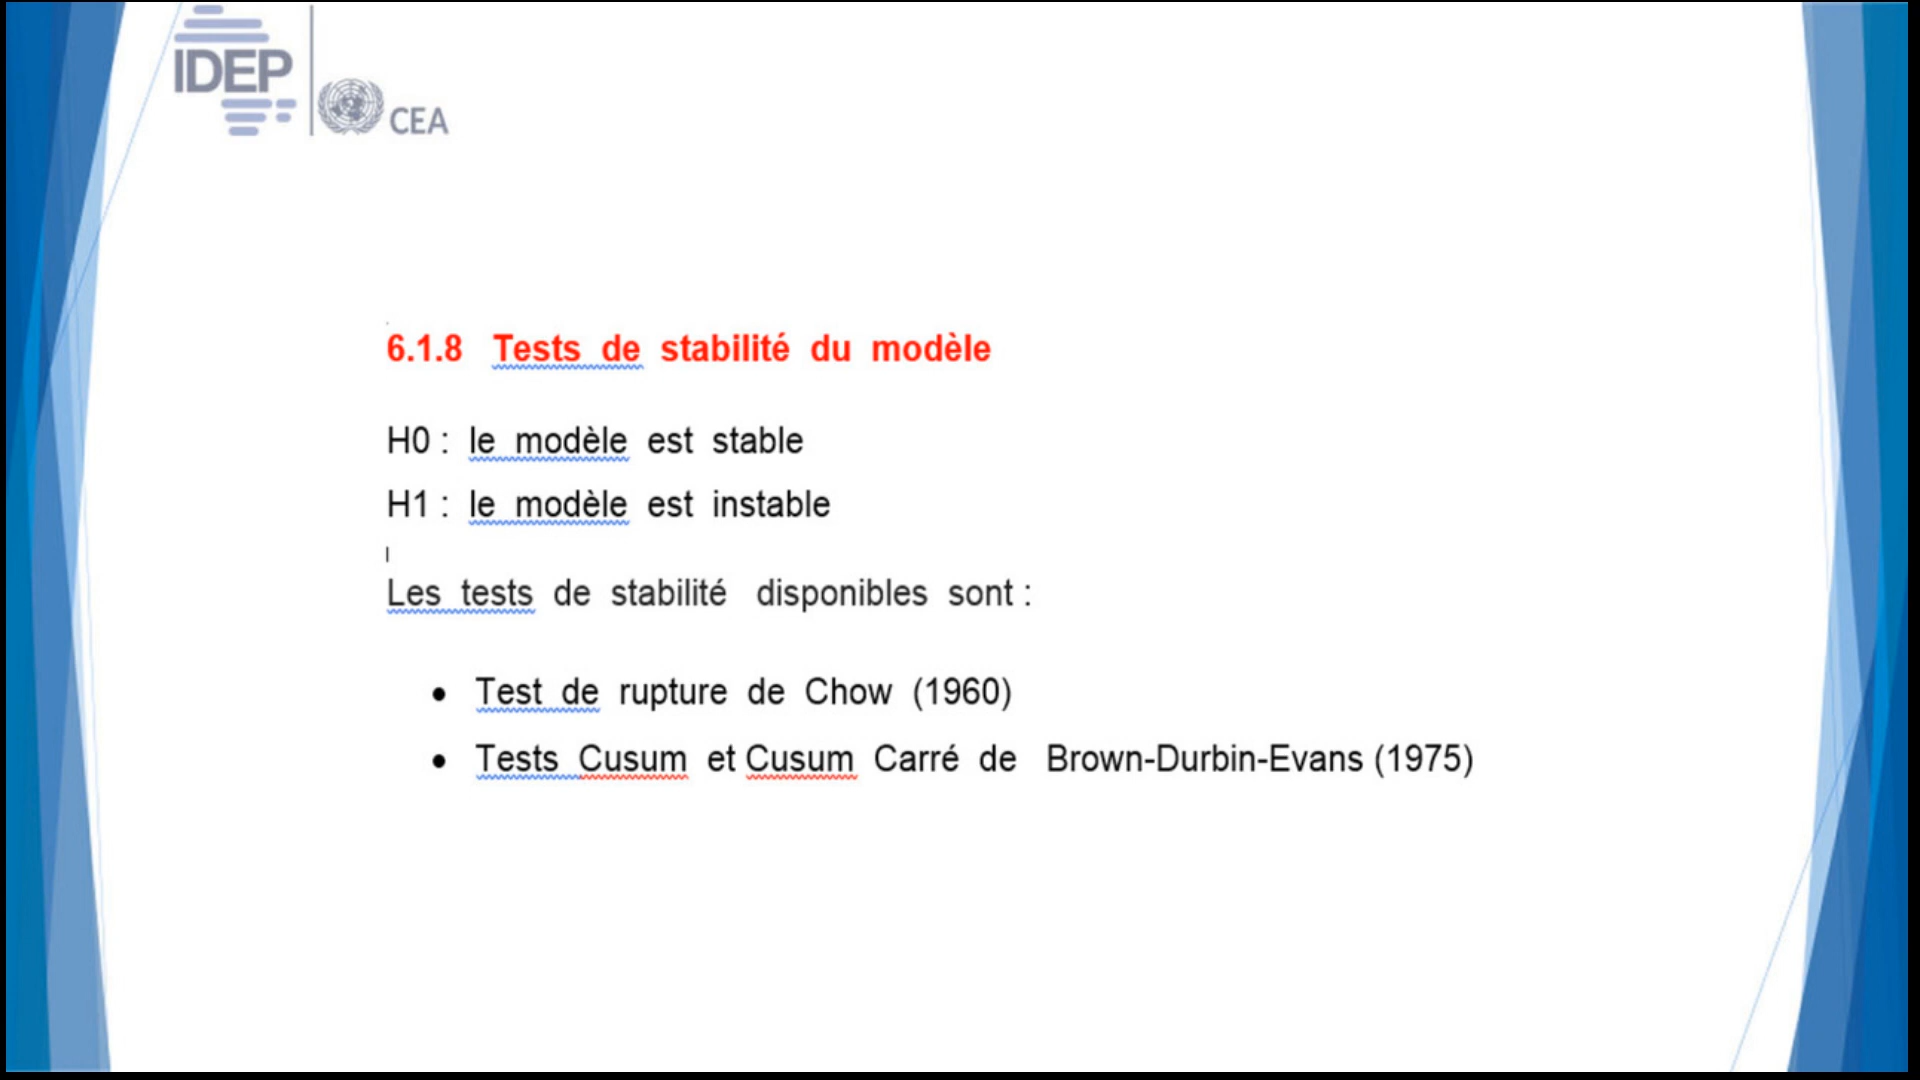 IDEP
CEA
6.1.8 Tests de stabilité du modèle
H0 : le modèle est stable
H1 : le modèle est instable
Les tests de stabilité disponibles sont :
• Test de rupture de Chow (1960)
• Tests Cusum et Cusum Carré de Brown-Durbin-Evans (1975)